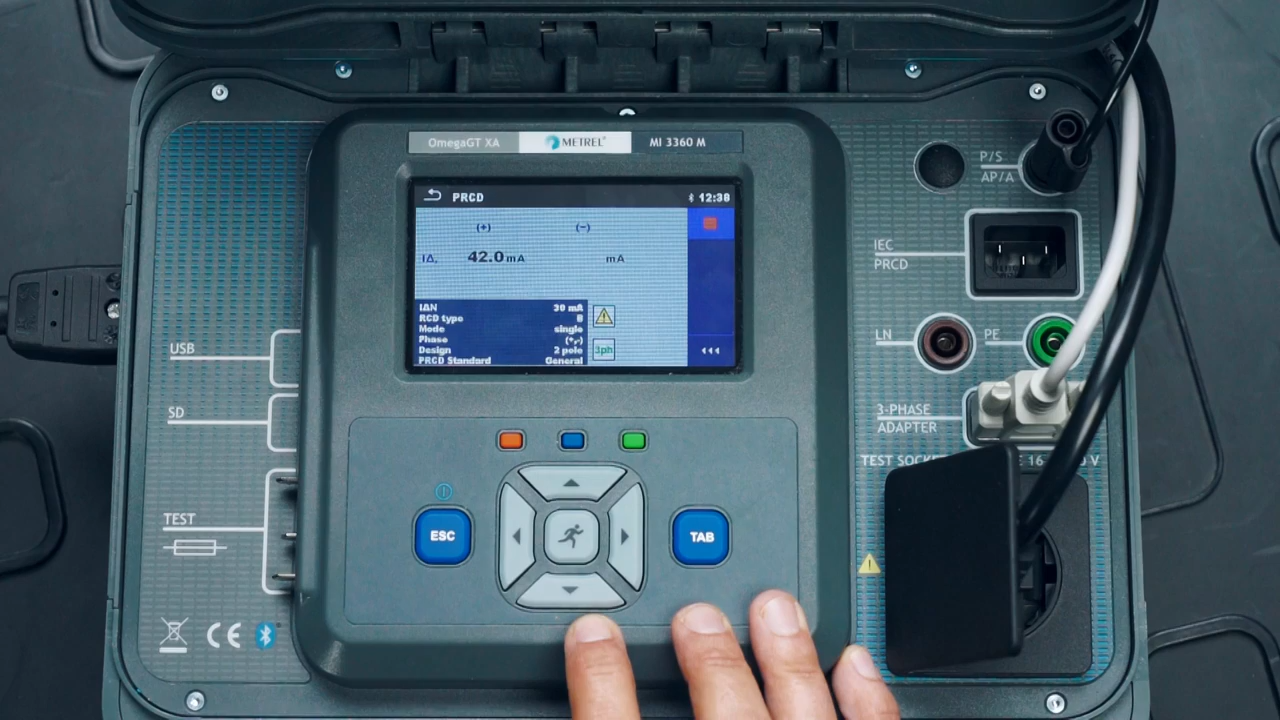 OmegaGT XA METREL® MI 3360 M
PRCD 12:38
(+) (-)
IΔ, 42.0 mA mA
IΔN 30 mA
RCD type B
Mode single
Phase (+,-)
Design 2 pole
PRCD Standard General
3ph
ESC
TAB
USB
SD
TEST
CE
P/S
AP/A
IEC
PRCD
LN PE
3-PHASE
ADAPTER
TEST 16 V